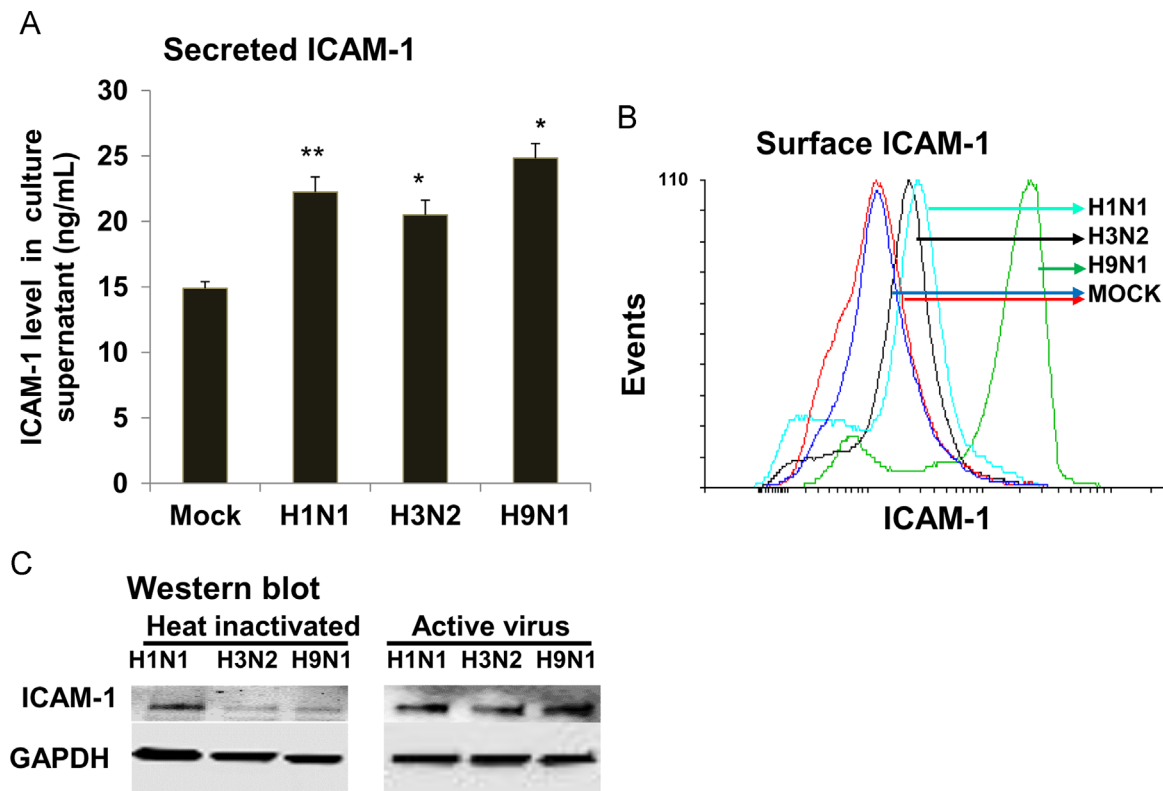 A
Secreted ICAM-1
ICAM-1 level in culture
supernatant (ng/mL)
30
25
20
15
10
5
0
**
*
*
Mock H1N1 H3N2 H9N1
B
Surface ICAM-1
110
Events
H1N1
H3N2
H9N1
MOCK
ICAM-1
C
Western blot
Heat inactivated Active virus
H1N1 H3N2 H9N1 H1N1 H3N2 H9N1
ICAM-1
GAPDH